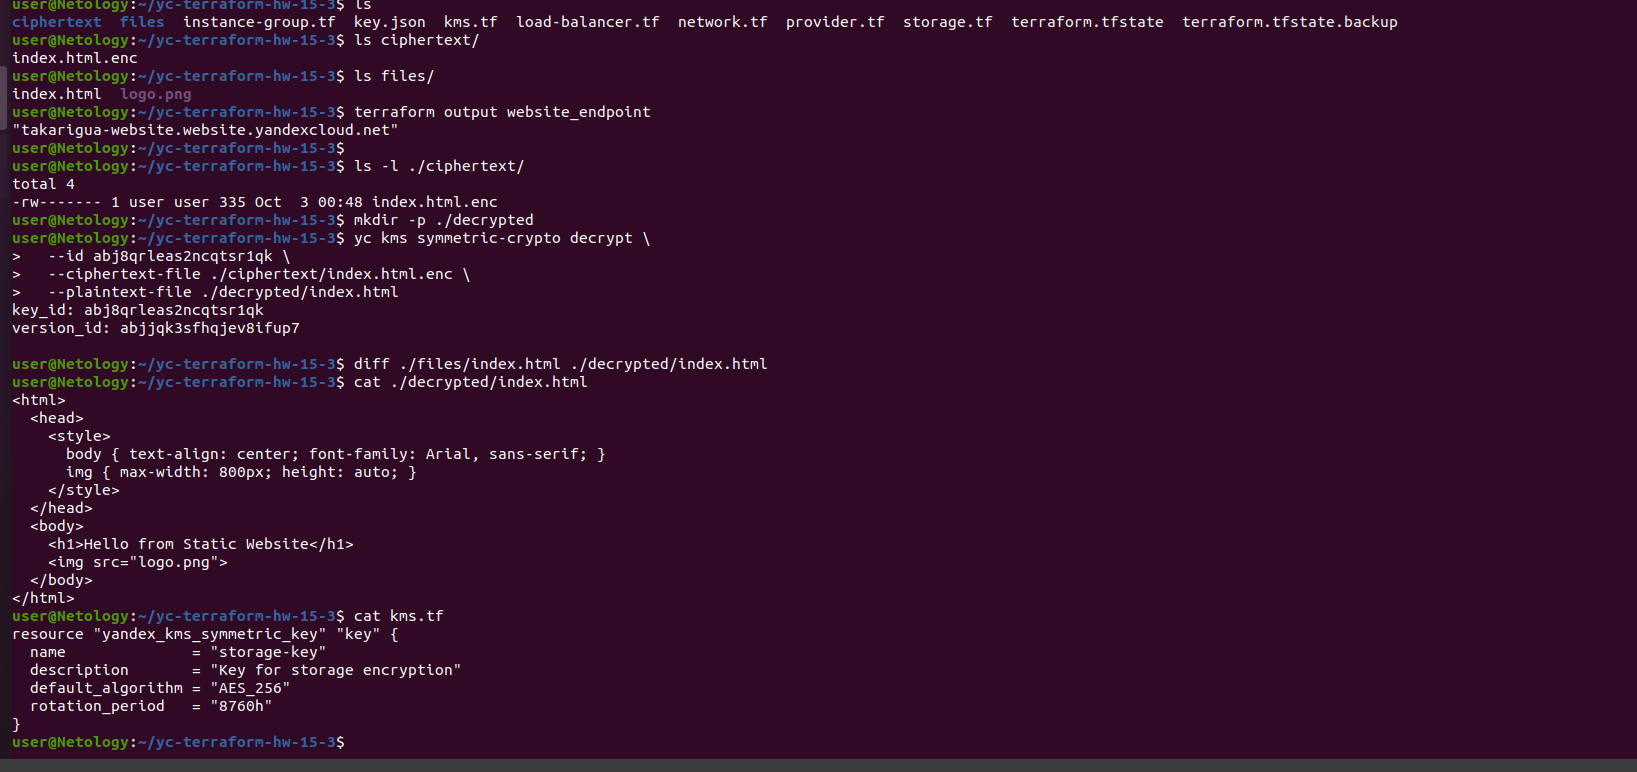 user@Netology:~/yc-terraform-hw-15-3$ ls
ciphertext  files  instance-group.tf  key.json  kms.tf  load-balancer.tf  network.tf  provider.tf  storage.tf  terraform.tfstate  terraform.tfstate.backup
user@Netology:~/yc-terraform-hw-15-3$ ls ciphertext/
index.html.enc
user@Netology:~/yc-terraform-hw-15-3$ ls files/
index.html  logo.png
user@Netology:~/yc-terraform-hw-15-3$ terraform output website_endpoint
"takarigua-website.website.yandexcloud.net"
user@Netology:~/yc-terraform-hw-15-3$
user@Netology:~/yc-terraform-hw-15-3$ ls -l ./ciphertext/
total 4
-rw------- 1 user user 335 Oct  3 00:48 index.html.enc
user@Netology:~/yc-terraform-hw-15-3$ mkdir -p ./decrypted
user@Netology:~/yc-terraform-hw-15-3$ yc kms symmetric-crypto decrypt \
>   --id abj8qrleas2ncqtsr1qk \
>   --ciphertext-file ./ciphertext/index.html.enc \
>   --plaintext-file ./decrypted/index.html
key_id: abj8qrleas2ncqtsr1qk
version_id: abjjqk3sfhqjev8ifup7

user@Netology:~/yc-terraform-hw-15-3$ diff ./files/index.html ./decrypted/index.html
user@Netology:~/yc-terraform-hw-15-3$ cat ./decrypted/index.html
<html>
  <head>
    <style>
      body { text-align: center; font-family: Arial, sans-serif; }
      img { max-width: 800px; height: auto; }
    </style>
  </head>
  <body>
    <h1>Hello from Static Website</h1>
    <img src="logo.png">
  </body>
</html>
user@Netology:~/yc-terraform-hw-15-3$ cat kms.tf
resource "yandex_kms_symmetric_key" "key" {
  name              = "storage-key"
  description       = "Key for storage encryption"
  default_algorithm = "AES_256"
  rotation_period   = "8760h"
}
user@Netology:~/yc-terraform-hw-15-3$